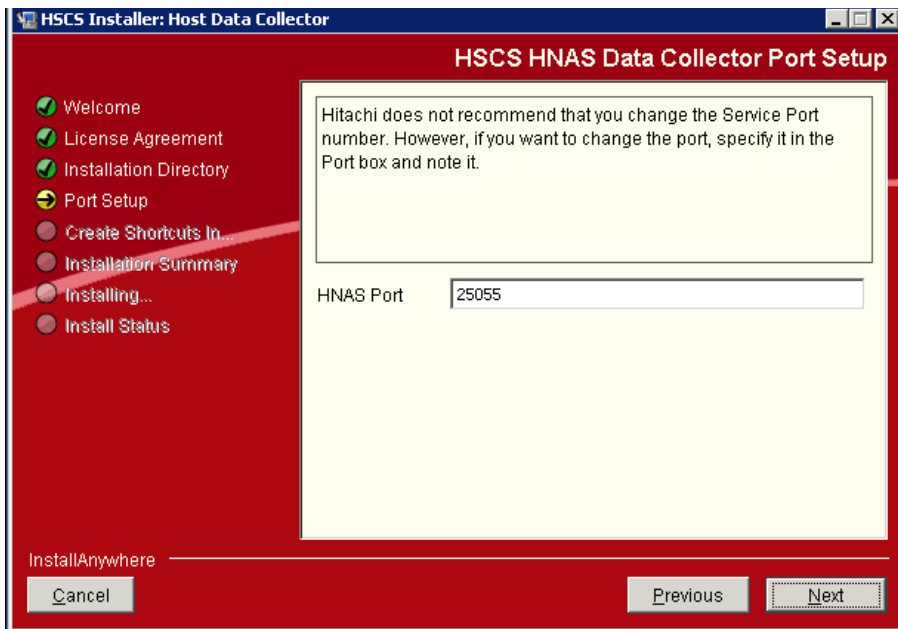 HSCS Installer: Host Data Collector
HSCS HNAS Data Collector Port Setup
Welcome
License Agreement
Installation Directory
Port Setup
Create Shortcuts In...
Installation Summary
Installing...
Install Status
Hitachi does not recommend that you change the Service Port
number. However, if you want to change the port, specify it in the
Port box and note it.
HNAS Port
25055
InstallAnywhere
Cancel
Previous
Next